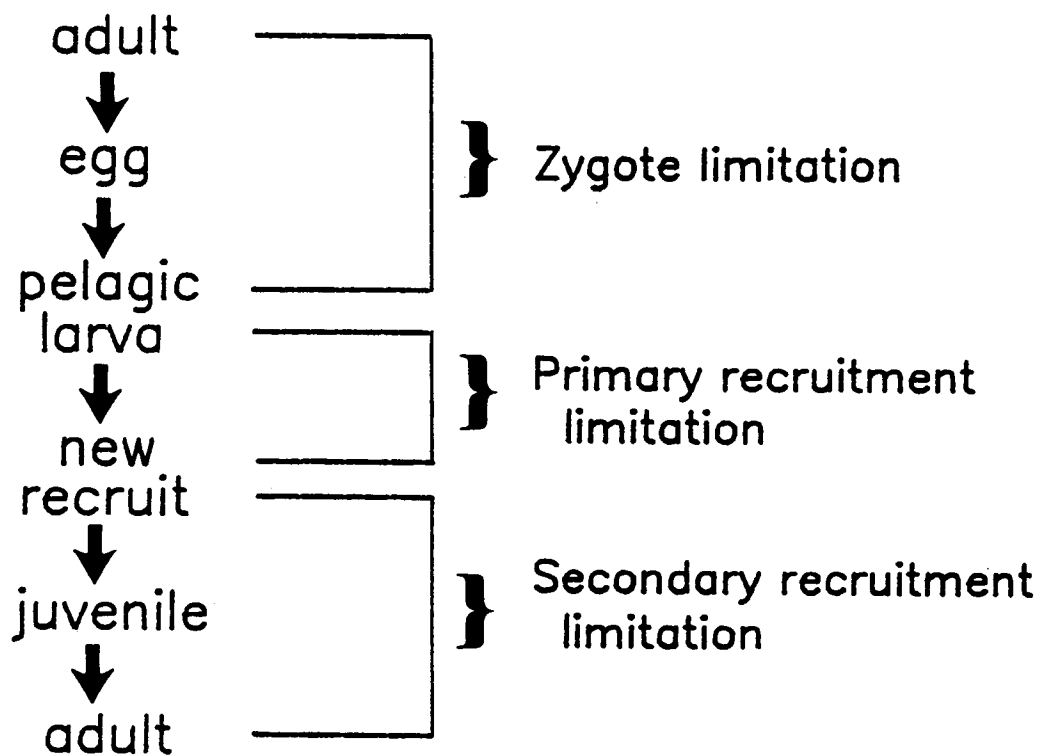 adult
egg
pelagic
larva
new
recruit
juvenile
adult
Zygote limitation
Primary recruitment
limitation
Secondary recruitment
limitation